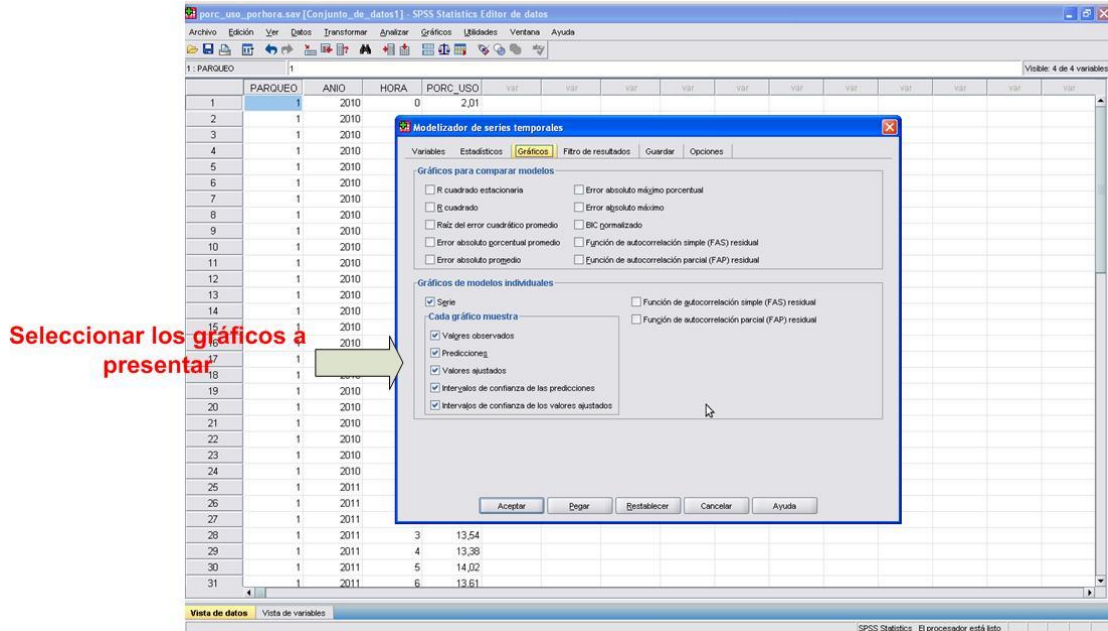 porc_uso_porhora.sav [Conjunto_de_datos1] - SPSS Statistics Editor de datos
Archivo Edición Ver Datos Transformar Analizar Gráficos Utilidades Ventana Ayuda
1 : PARQUEO 1 Visible: 4 de 4 variables
PARQUEO ANIO HORA PORC_USO var var var var var var var var var var var
1 1 2010 0 2,01
2 1 2010
3 1 2010
4 1 2010
5 1 2010
6 1 2010
7 1 2010
8 1 2010
9 1 2010
10 1 2010
11 1 2010
12 1 2010
13 1 2010
14 1 2010
15 1 2010
16 1 2010
17 1
18 1
19 1 2010
20 1 2010
21 1 2010
22 1 2010
23 1 2010
24 1 2010
25 1 2011
26 1 2011
27 1 2011
28 1 2011 3 13,54
29 1 2011 4 13,38
30 1 2011 5 14,02
31 1 2011 6 13,61
Seleccionar los gráficos a
presentar
Modelizador de series temporales
Variables Estadísticos Gráficos Filtro de resultados Guardar Opciones
Gráficos para comparar modelos
R cuadrado estacionaria Error absoluto máximo porcentual
R cuadrado Error absoluto máximo
Raíz del error cuadrático promedio BIC normalizado
Error absoluto porcentual promedio Función de autocorrelación simple (FAS) residual
Error absoluto promedio Función de autocorrelación parcial (FAP) residual
Gráficos de modelos individuales
Serie Función de autocorrelación simple (FAS) residual
Cada gráfico muestra Función de autocorrelación parcial (FAP) residual
Valores observados
Predicciones
Valores ajustados
Intervalos de confianza de las predicciones
Intervalos de confianza de los valores ajustados
Aceptar Pegar Restablecer Cancelar Ayuda
Vista de datos Vista de variables
SPSS Statistics El procesador está listo